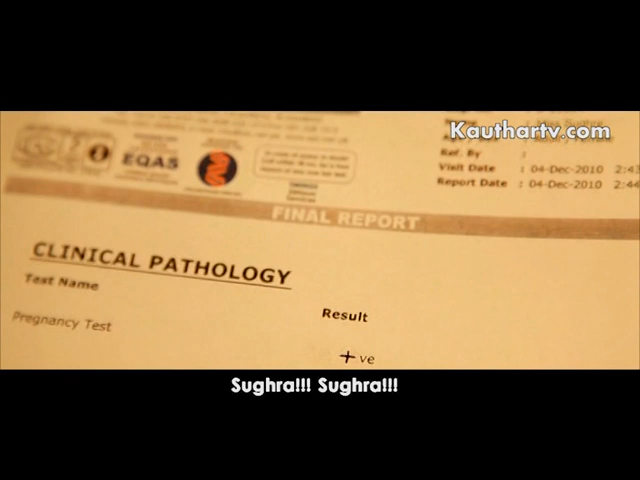 Kauthartv.com
Ref. By :
Visit Date : 04-Dec-2010 2:43
Report Date : 04-Dec-2010 2:44
EQAS
FINAL REPORT
CLINICAL PATHOLOGY
Test Name
Result
Pregnancy Test
+ ve
Sughra!!! Sughra!!!